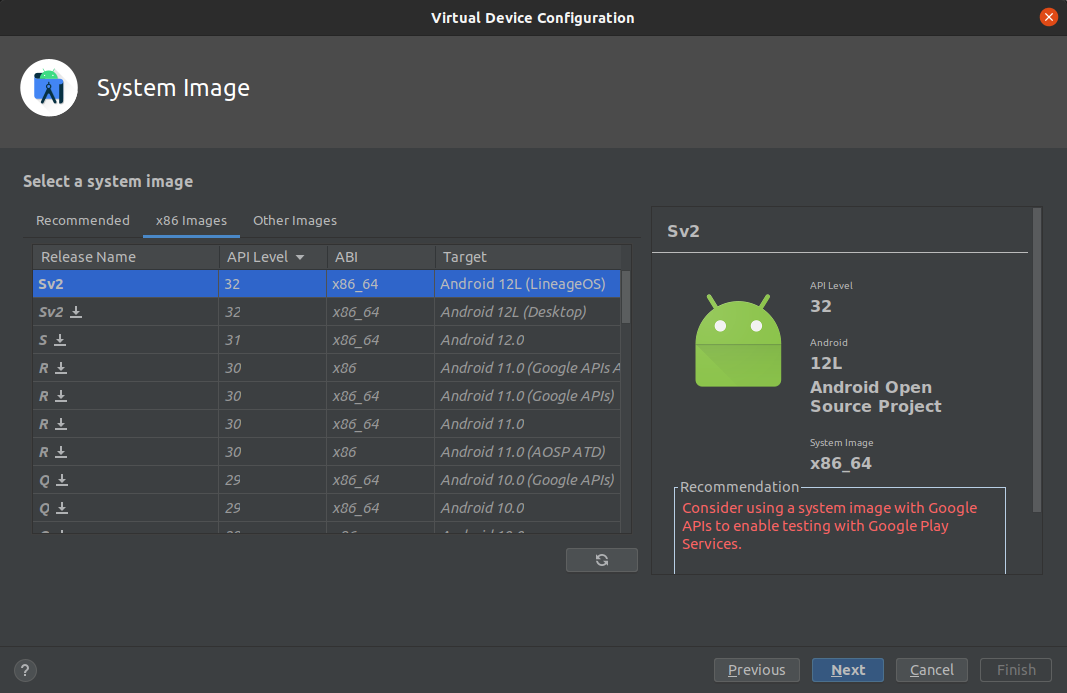 Virtual Device Configuration
System Image
Select a system image
Recommended x86 Images Other Images
Release Name API Level ABI Target
Sv2 32 x86_64 Android 12L (LineageOS)
Sv2 32 x86_64 Android 12L (Desktop)
S 31 x86_64 Android 12.0
R 30 x86 Android 11.0 (Google APIs A
R 30 x86_64 Android 11.0 (Google APIs)
R 30 x86_64 Android 11.0
R 30 x86 Android 11.0 (AOSP ATD)
Q 29 x86_64 Android 10.0 (Google APIs)
Q 29 x86_64 Android 10.0
Sv2
API Level
32
Android
12L
Android Open
Source Project
System Image
x86_64
Recommendation
Consider using a system image with Google
APIs to enable testing with Google Play
Services.
? Previous Next Cancel Finish